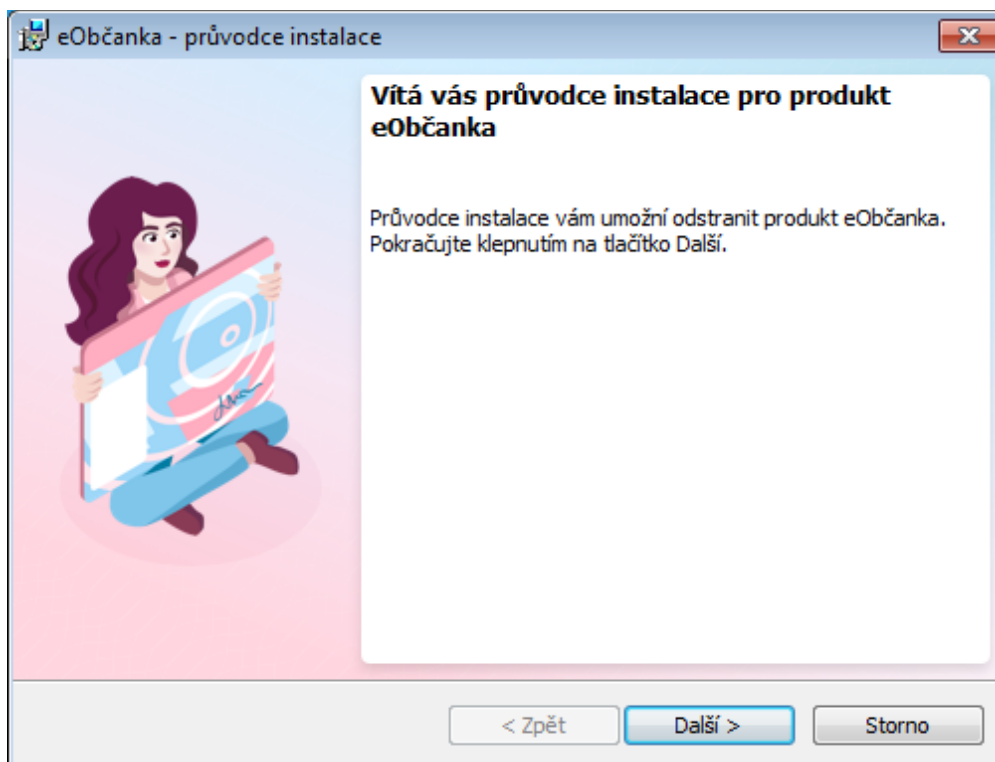 eObčanka - průvodce instalace
Vítá vás průvodce instalace pro produkt
eObčanka
Průvodce instalace vám umožní odstranit produkt eObčanka.
Pokračujte klepnutím na tlačítko Další.
< Zpět
Další >
Storno